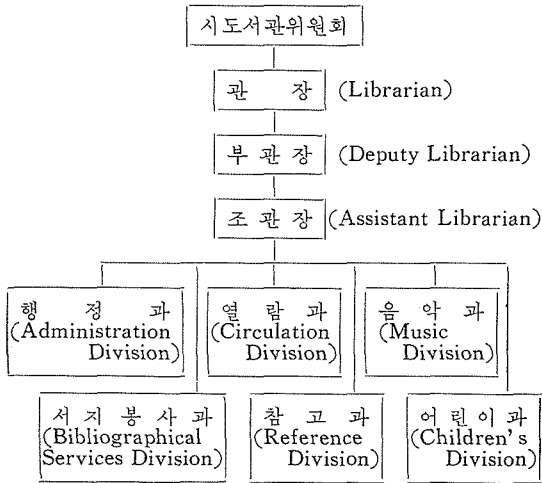 시도서관위원회
관 장 (Librarian)
부 관 장 (Deputy Librarian)
조 관 장 (Assistant Librarian)
행 정 과
(Administration
Division)
열 람 과
(Circulation
Division)
음 악 과
(Music
Division)
서 지 봉 사 과
(Bibliographical
Services Division)
참 고 과
(Reference
Division)
어 린 이 과
(Children's
Division)